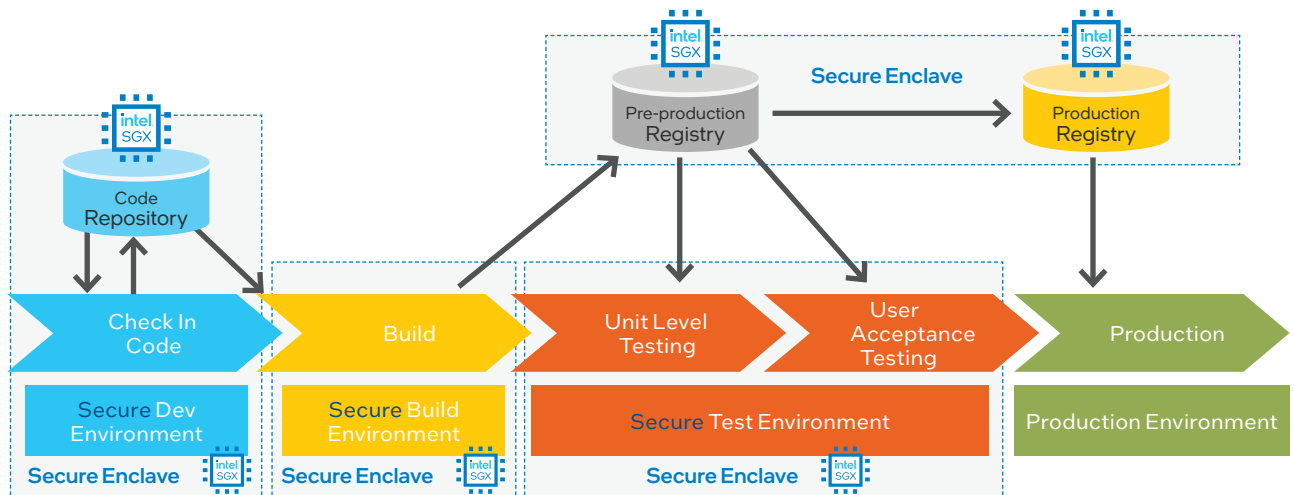 intel
SGX
intel
SGX
Secure Enclave
Pre-production
Registry
Production
Registry
intel
SGX
Code
Repository
Check In
Code
Build
Unit Level
Testing
User
Acceptance
Testing
Production
Secure Dev
Environment
Secure Build
Environment
Secure Test Environment
Production Environment
Secure Enclave
intel
SGX
Secure Enclave
intel
SGX
Secure Enclave
intel
SGX